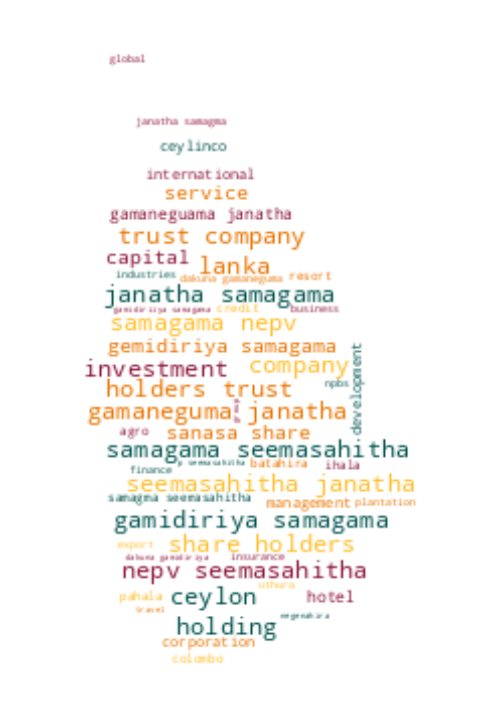 global
janatha samagma
ceylinco
international
service
gamaneguama janatha
trust company
capital lanka
industries dakuna gamaneguma resort
janatha samagama
gamidiriya samagama credit business
samagama nepv
gemidiriya samagama
development
investment company
holders trust npbs
gamaneguma janatha
agro sanasa share
samagama seemasahitha
p seemasahitha batahira ihala
finance
seemasahitha janatha
samagma seemasahitha
management plantation
gamidiriya samagama
export share holders
dakuna gamidiriya insurance
nepv seemasahitha
uthura
pahala ceylon hotel
travel
negenahira
holding
corporation
colombo